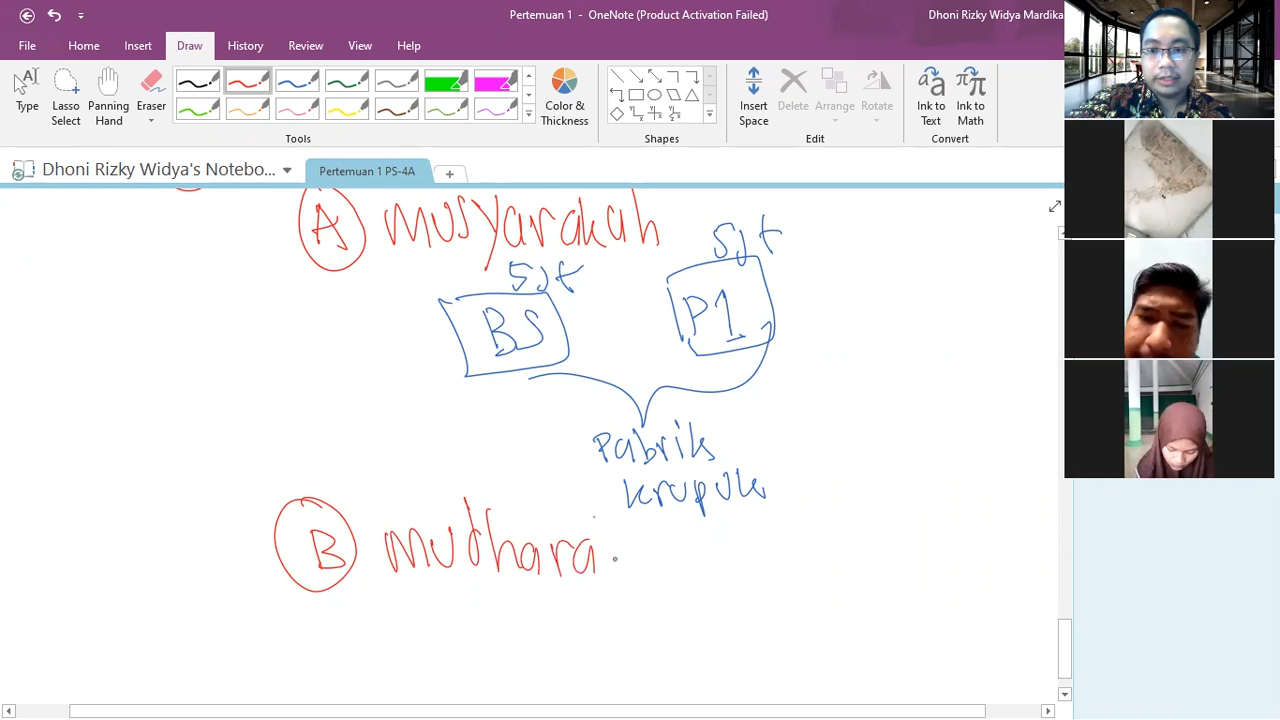 Pertemuan 1 - OneNote (Product Activation Failed)
Dhoni Rizky Widya Mardika
File Home Insert Draw History Review View Help
Type
Lasso Select
Panning Hand
Eraser
Color & Thickness
Insert Space
Delete
Arrange
Rotate
Ink to Text
Ink to Math
Tools
Shapes
Edit
Convert
Dhoni Rizky Widya's Notebo...
Pertemuan 1 PS-4A
A musyarakah
5jt
5jt
BS
P1
Pabrik
krupuk
B mudhara